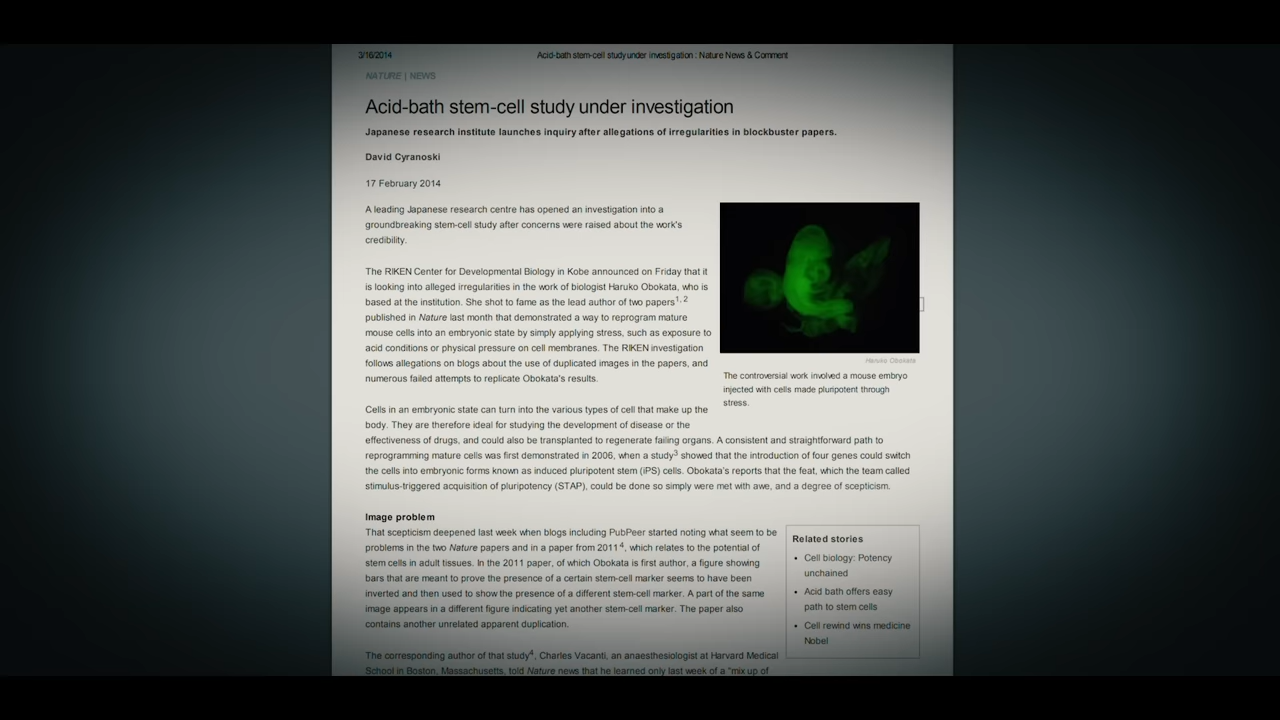 3/16/2014 Acid-bath stem-cell study under investigation : Nature News & Comment
NATURE | NEWS
Acid-bath stem-cell study under investigation
Japanese research institute launches inquiry after allegations of irregularities in blockbuster papers.
David Cyranoski
17 February 2014
A leading Japanese research centre has opened an investigation into a
groundbreaking stem-cell study after concerns were raised about the work's
credibility.
The RIKEN Center for Developmental Biology in Kobe announced on Friday that it
is looking into alleged irregularities in the work of biologist Haruko Obokata, who is
based at the institution. She shot to fame as the lead author of two papers1, 2
published in Nature last month that demonstrated a way to reprogram mature
mouse cells into an embryonic state by simply applying stress, such as exposure to
acid conditions or physical pressure on cell membranes. The RIKEN investigation
follows allegations on blogs about the use of duplicated images in the papers, and
numerous failed attempts to replicate Obokata's results.
Haruko Obokata
The controversial work involved a mouse embryo
injected with cells made pluripotent through
stress.
Cells in an embryonic state can turn into the various types of cell that make up the
body. They are therefore ideal for studying the development of disease or the
effectiveness of drugs, and could also be transplanted to regenerate failing organs. A consistent and straightforward path to
reprogramming mature cells was first demonstrated in 2006, when a study3 showed that the introduction of four genes could switch
the cells into embryonic forms known as induced pluripotent stem (iPS) cells. Obokata's reports that the feat, which the team called
stimulus-triggered acquisition of pluripotency (STAP), could be done so simply were met with awe, and a degree of scepticism.
Image problem
That scepticism deepened last week when blogs including PubPeer started noting what seem to be
problems in the two Nature papers and in a paper from 20114, which relates to the potential of
stem cells in adult tissues. In the 2011 paper, of which Obokata is first author, a figure showing
bars that are meant to prove the presence of a certain stem-cell marker seems to have been
inverted and then used to show the presence of a different stem-cell marker. A part of the same
image appears in a different figure indicating yet another stem-cell marker. The paper also
contains another unrelated apparent duplication.
The corresponding author of that study4, Charles Vacanti, an anaesthesiologist at Harvard Medical
School in Boston, Massachusetts, told Nature news that he learned only last week of a "mix up of
Related stories
• Cell biology: Potency
unchained
• Acid bath offers easy
path to stem cells
• Cell rewind wins medicine
Nobel